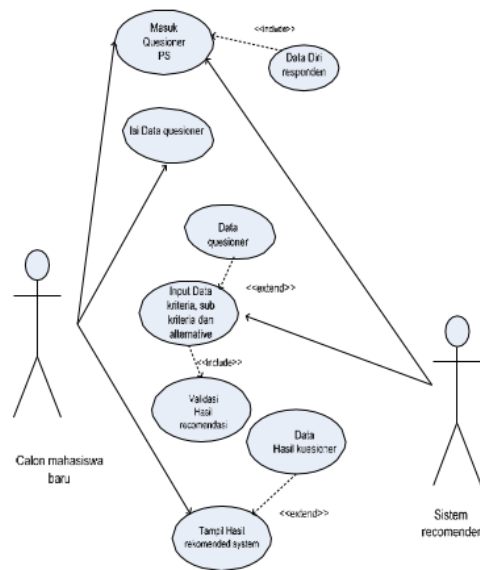 Masuk
Quesioner
PS
<<include>>
Data Diri
responden
Isi Data quesioner
Data
quesioner
Input Data
kriteria, sub
kriteria dan
alternative
<<extend>>
<<include>>
Validasi
Hasil
recomendasi
Data
Hasil kuesioner
Calon mahasiswa
baru
<<extend>>
Tampil Hasil
rekomended system
Sistem
recomender